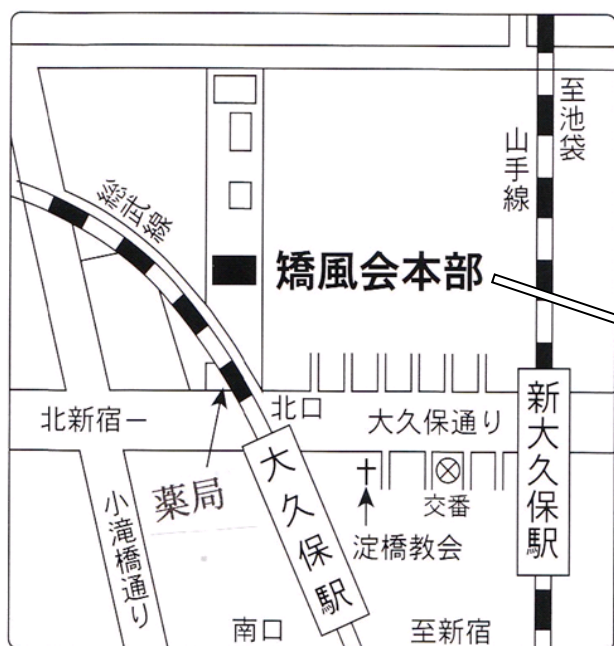 至池袋
山手線
総武線
矯風会本部
北新宿一
北口
大久保通り
新大久保駅
薬局
大久保駅
交番
淀橋教会
小滝橋通り
南口
至新宿